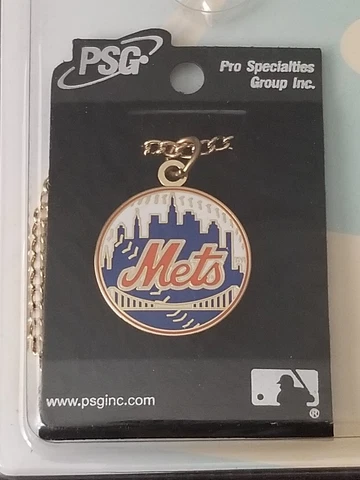 PSG
Pro Specialties
Group Inc.
Mets
www.psginc.com
®